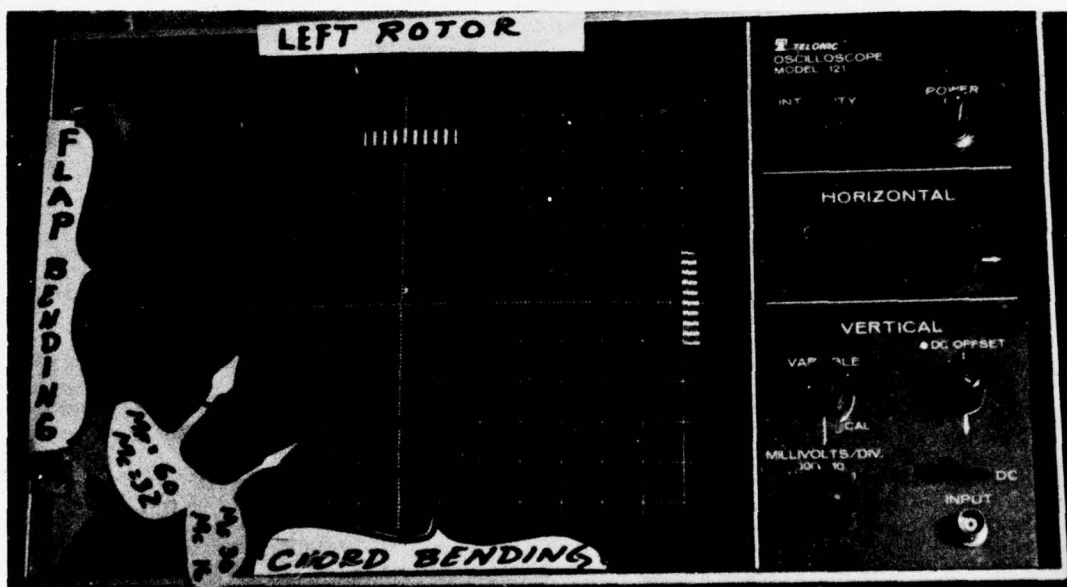 LEFT ROTOR
FLAP BENDING
CHORD BENDING
TELONIC
OSCILLOSCOPE
MODEL 121
POWER
HORIZONTAL
VERTICAL
DC OFFSET
CAL
MILLIVOLTS/DIV.
DC
INPUT